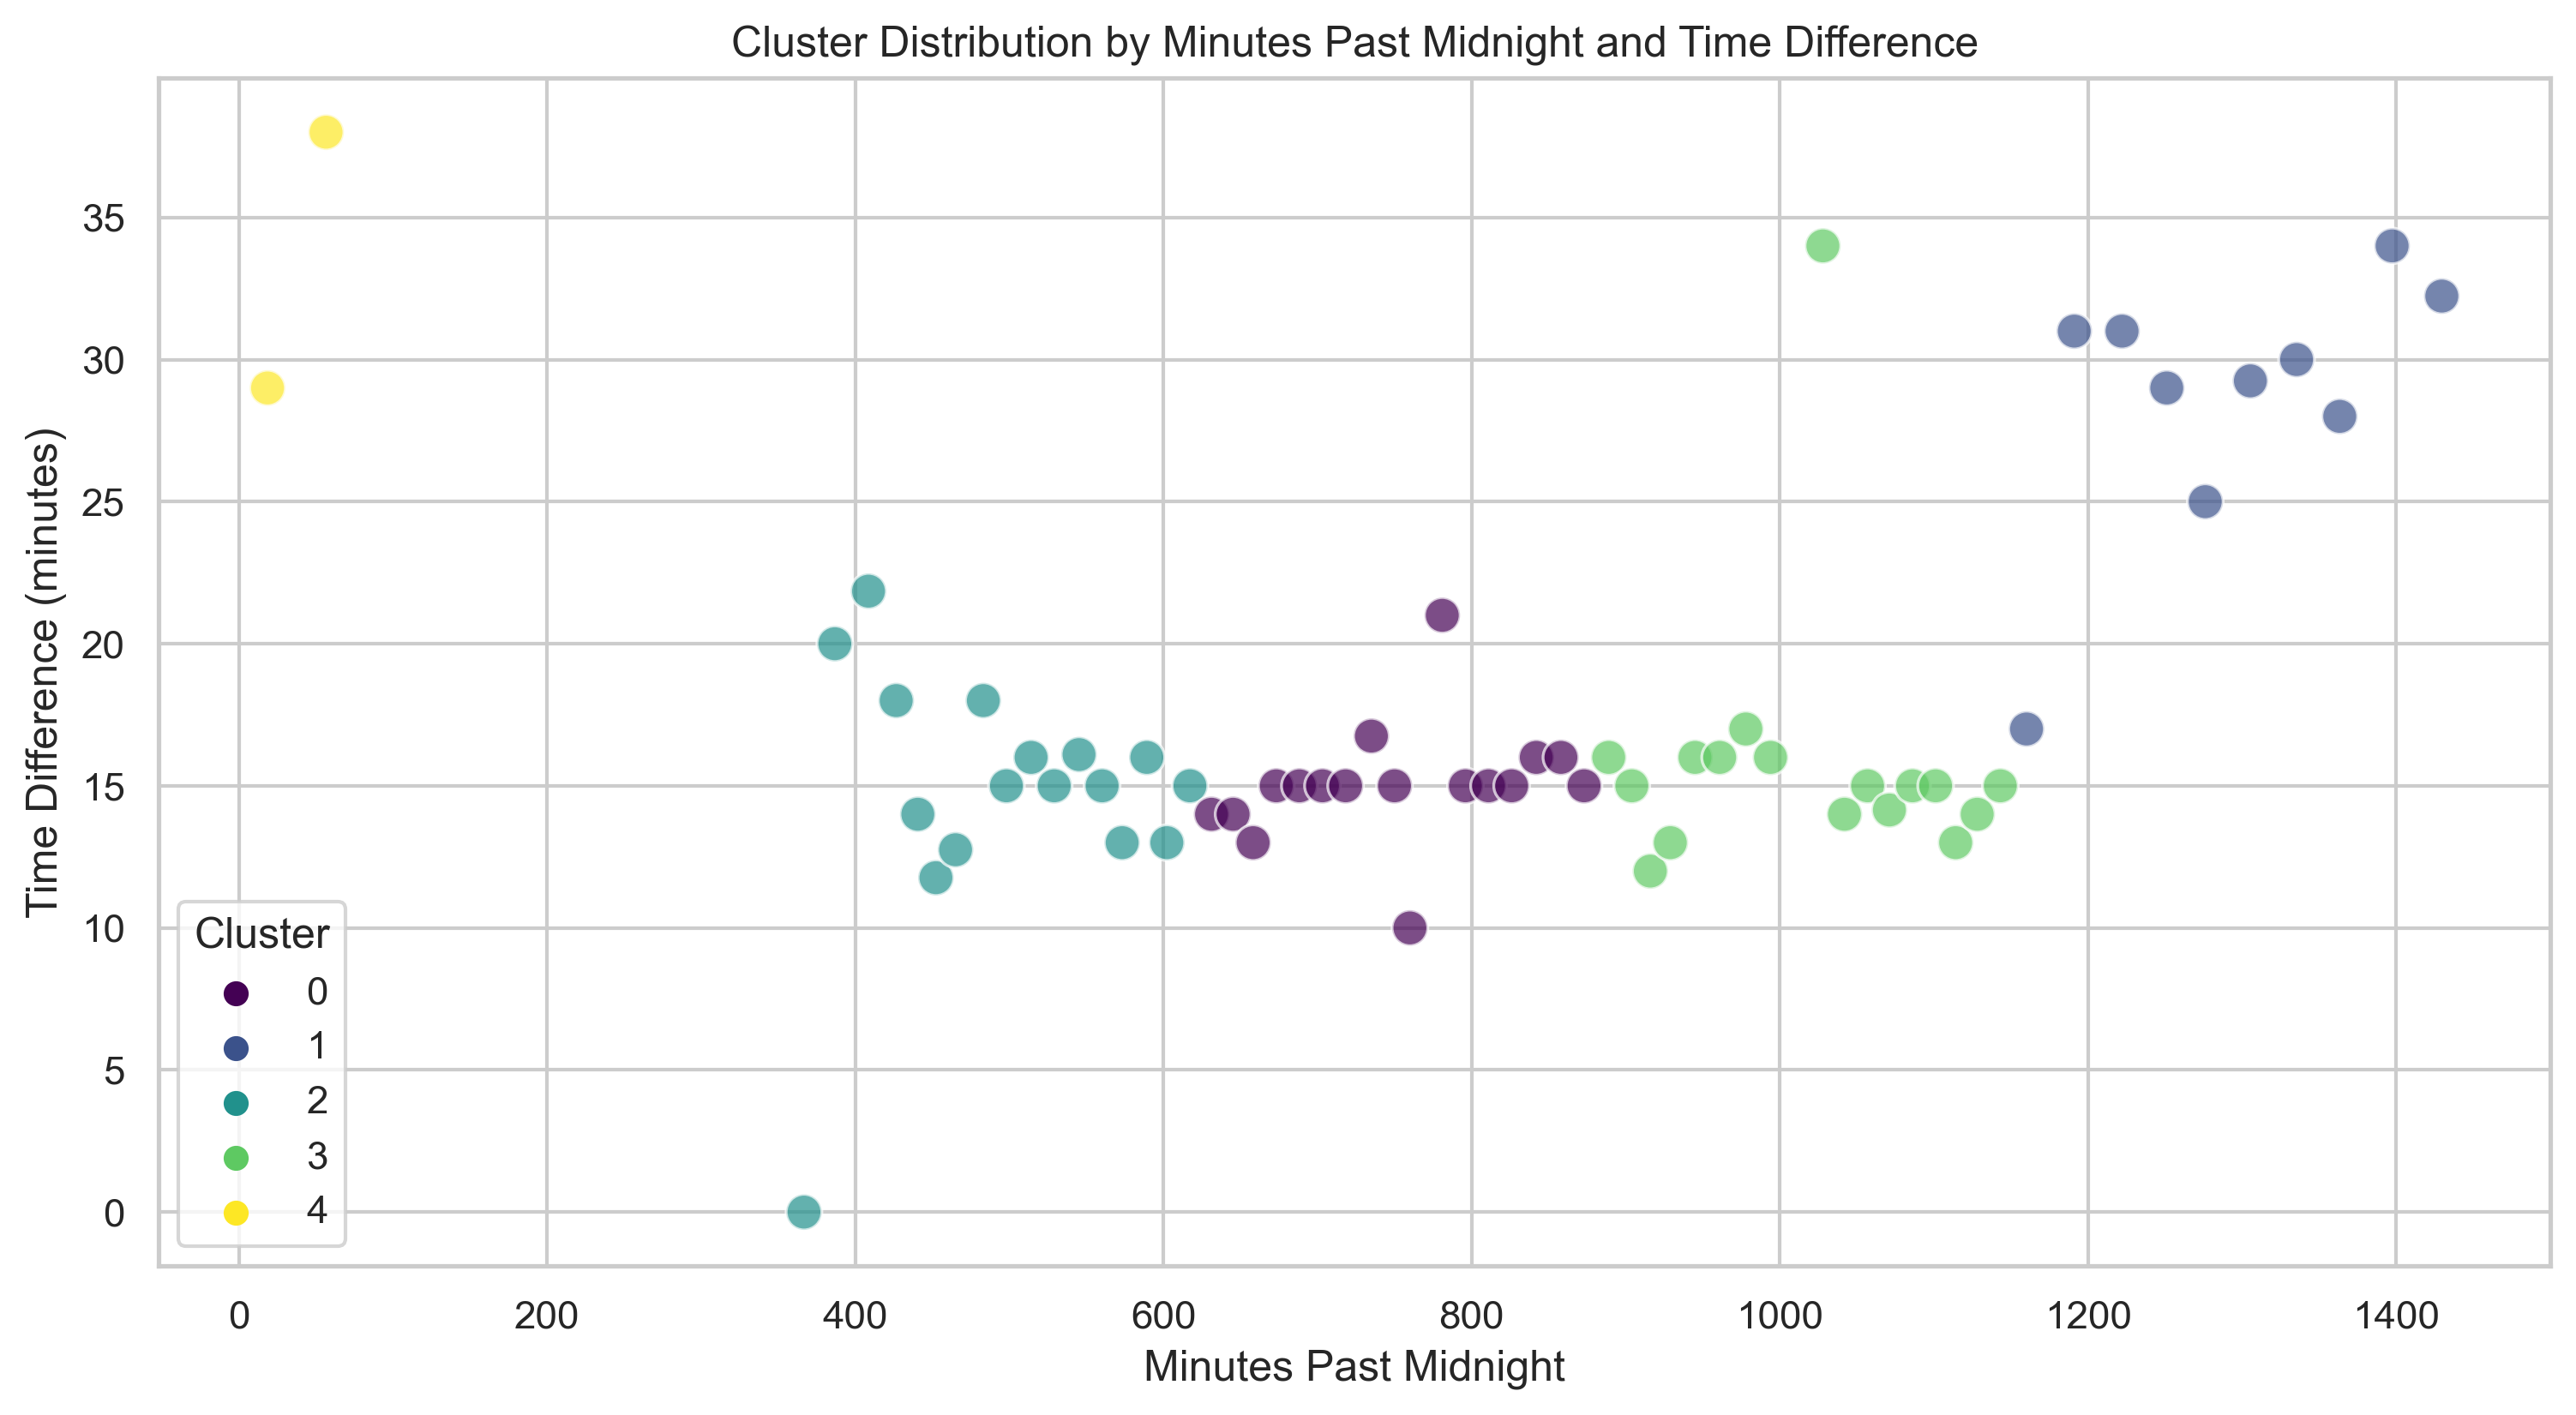 Cluster Distribution by Minutes Past Midnight and Time Difference
Time Difference (minutes)
35
30
25
20
15
10
5
0
Cluster
0
1
2
3
4
0 200 400 600 800 1000 1200 1400
Minutes Past Midnight